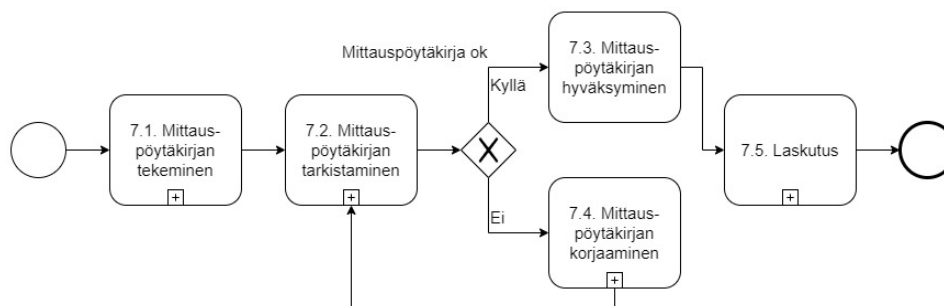 Mittauspöytäkirja ok
Kyllä
Ei
7.1. Mittaus-
pöytäkirjan
tekeminen
7.2. Mittaus-
pöytäkirjan
tarkistaminen
7.3. Mittaus-
pöytäkirjan
hyväksyminen
7.4. Mittaus-
pöytäkirjan
korjaaminen
7.5. Laskutus